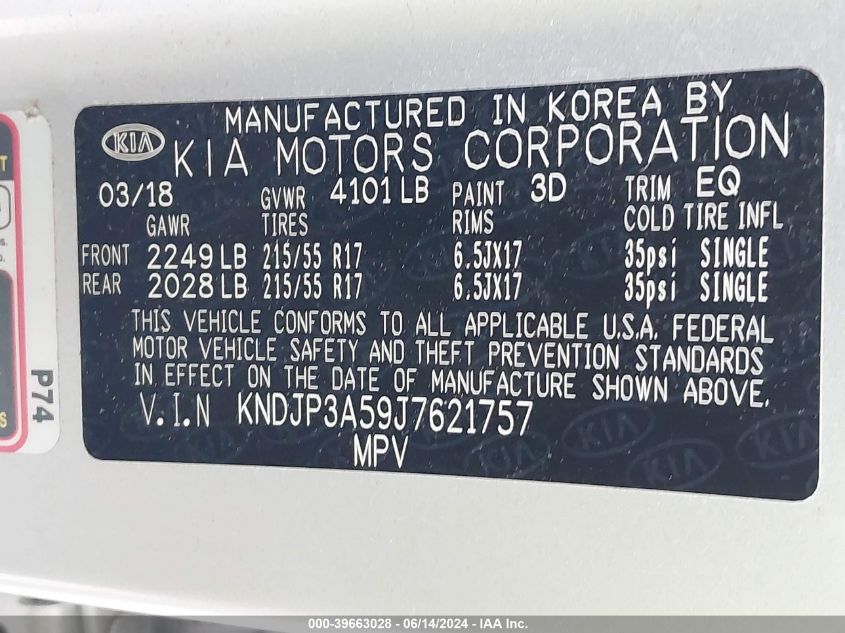 MANUFACTURED IN KOREA BY
KIA KIA MOTORS CORPORATION
03/18 GVWR 4101 LB PAINT 3D TRIM EQ
GAWR TIRES RIMS COLD TIRE INFL
FRONT 2249 LB 215/55 R17 6.5JX17 35psi SINGLE
REAR 2028 LB 215/55 R17 6.5JX17 35psi SINGLE
THIS VEHICLE CONFORMS TO ALL APPLICABLE U.S.A. FEDERAL
MOTOR VEHICLE SAFETY AND THEFT PREVENTION STANDARDS
IN EFFECT ON THE DATE OF MANUFACTURE SHOWN ABOVE.
V.I.N KNDJP3A59J7621757
MPV
P74
000-39663028 - 06/14/2024 - IAA Inc.